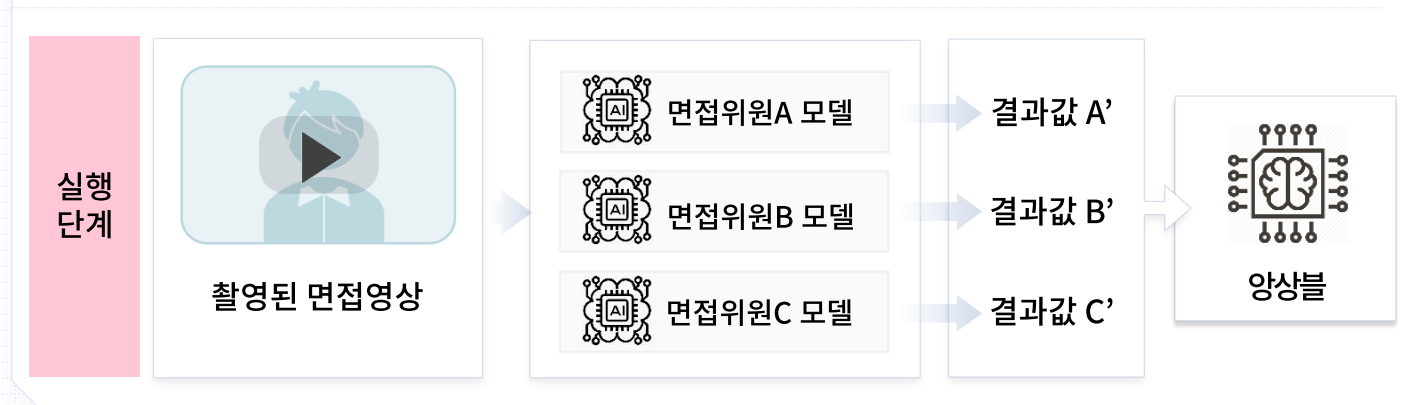 실행
단계
촬영된 면접영상
AI 면접위원A 모델
AI 면접위원B 모델
AI 면접위원C 모델
결과값 A’
결과값 B’
결과값 C’
앙상블